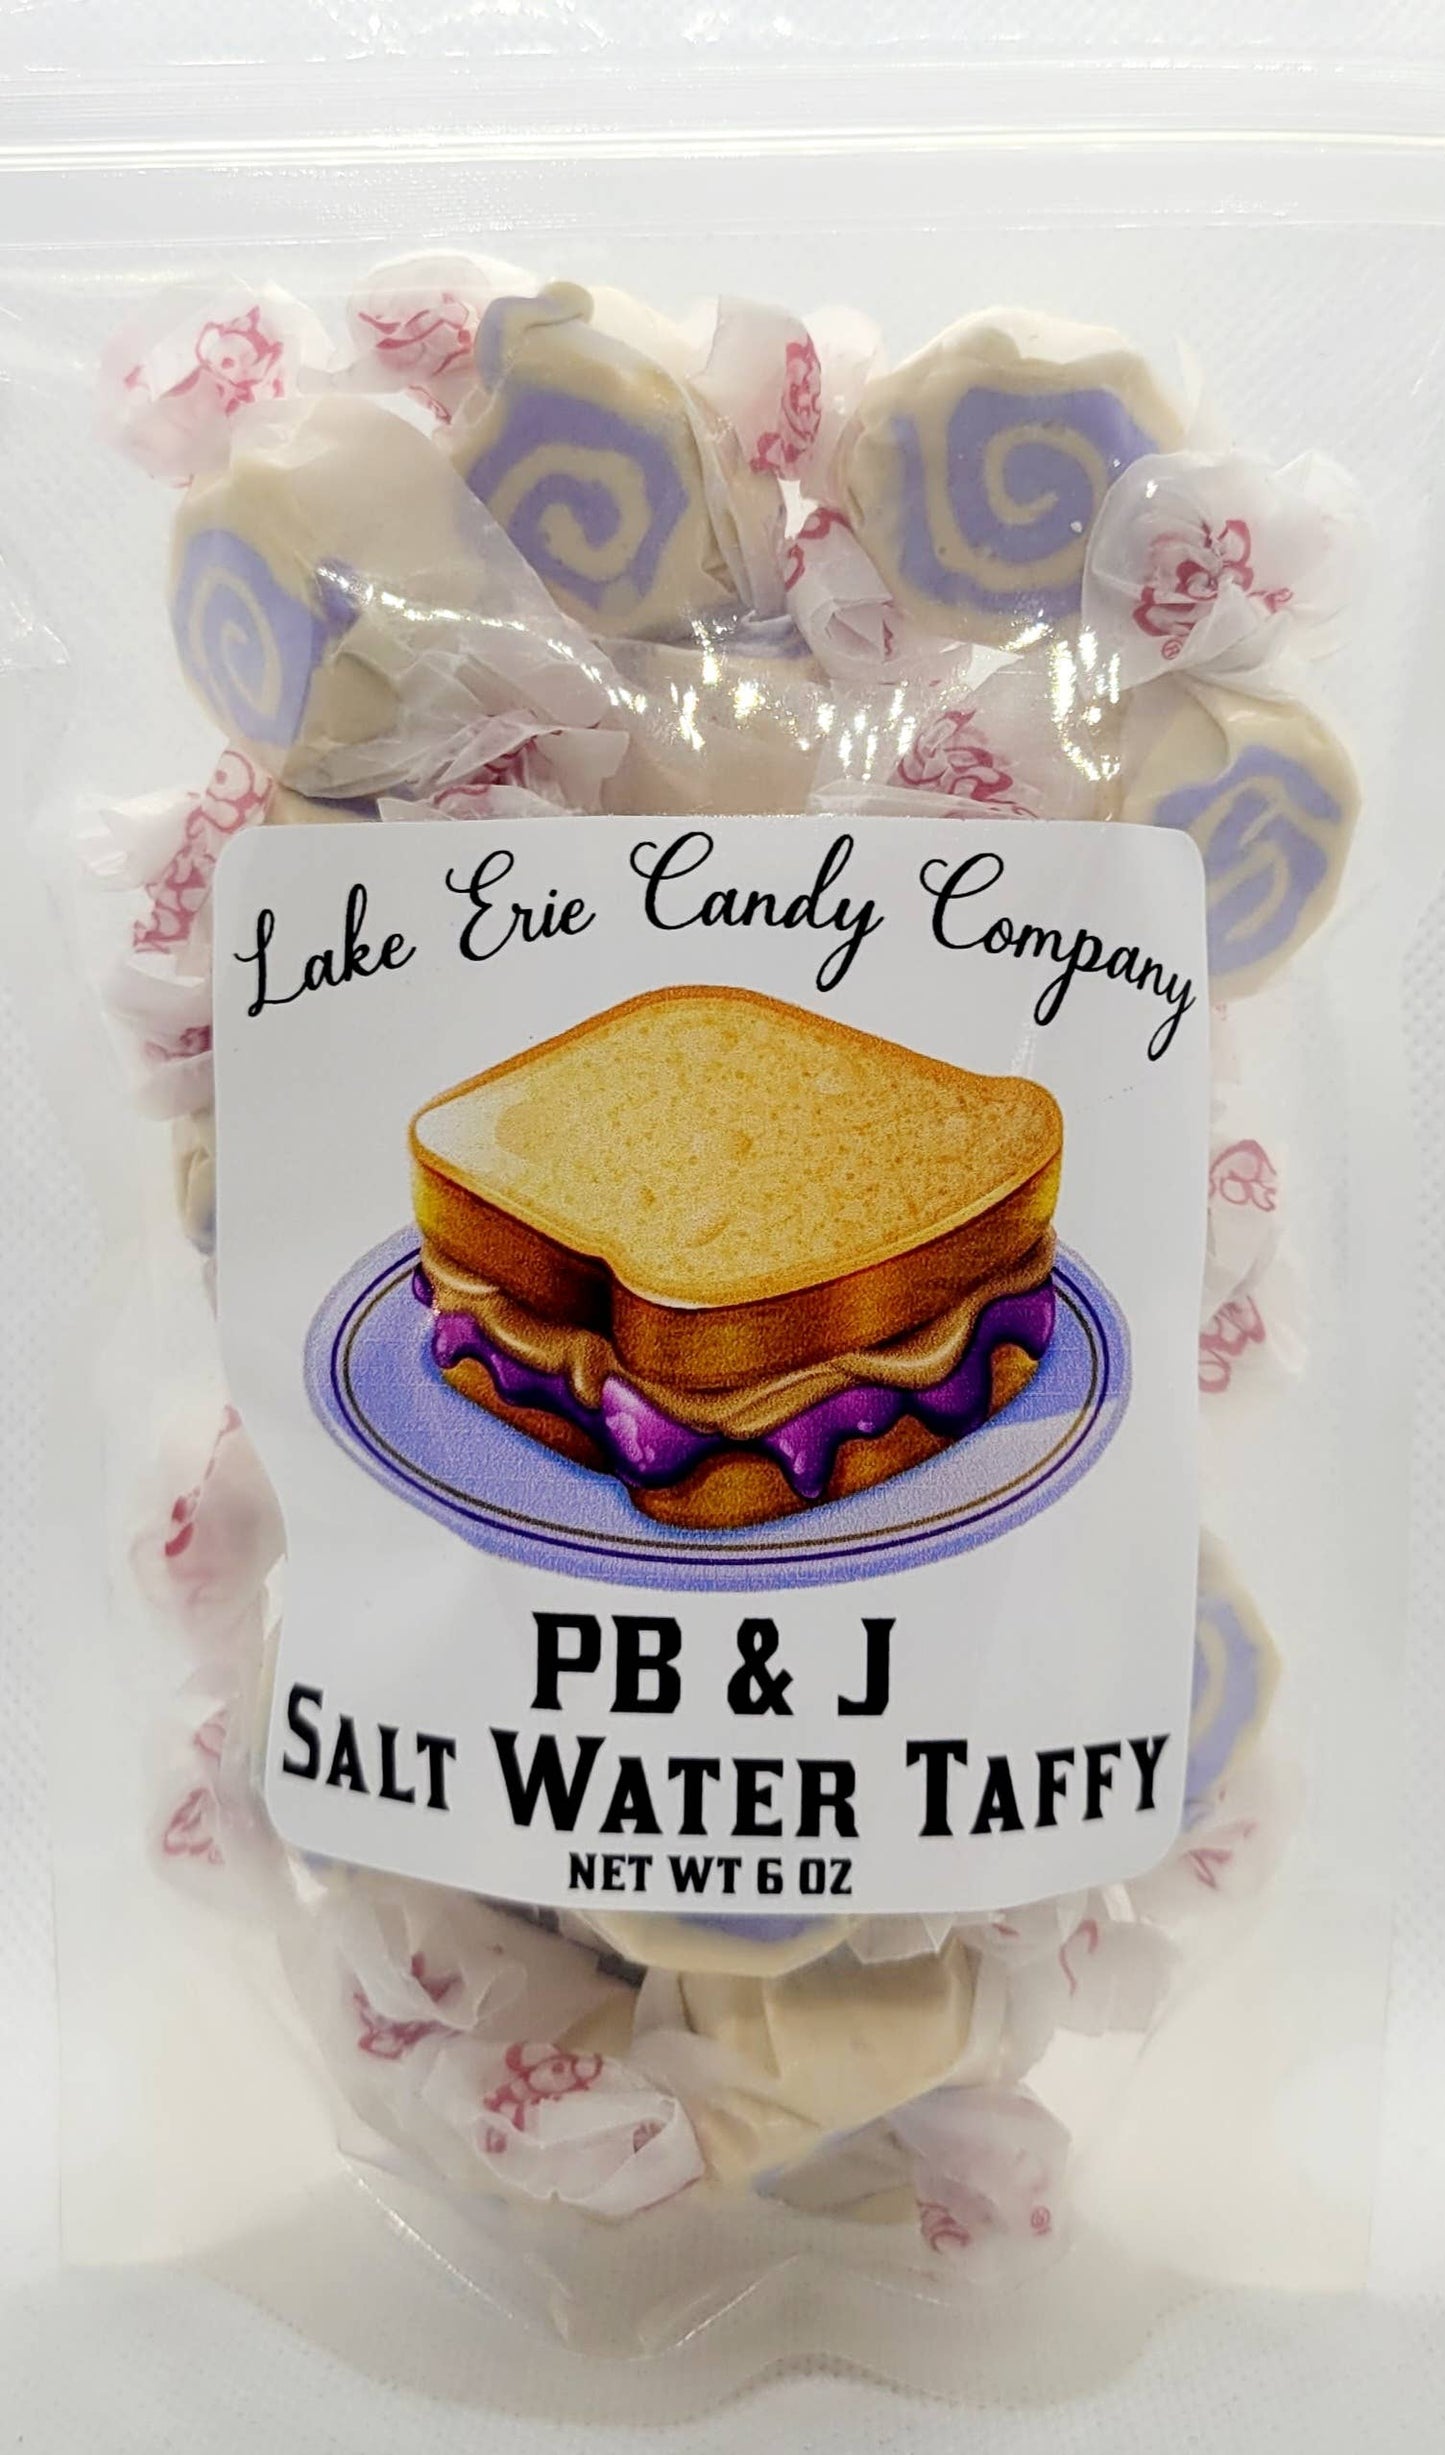 Lake Erie Candy Company
PB & J
SALT WATER TAFFY
NET WT 6 OZ